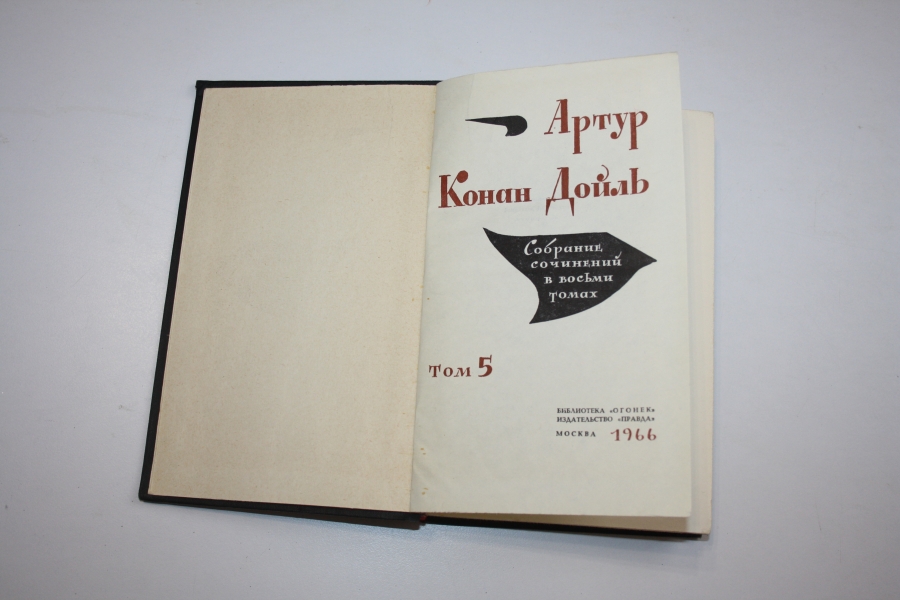 Артур
Конан Дойль
Собрание
сочинений
в восьми
томах
том 5
БИБЛИОТЕКА «ОГОНЕК»
ИЗДАТЕЛЬСТВО «ПРАВДА»
МОСКВА 1966